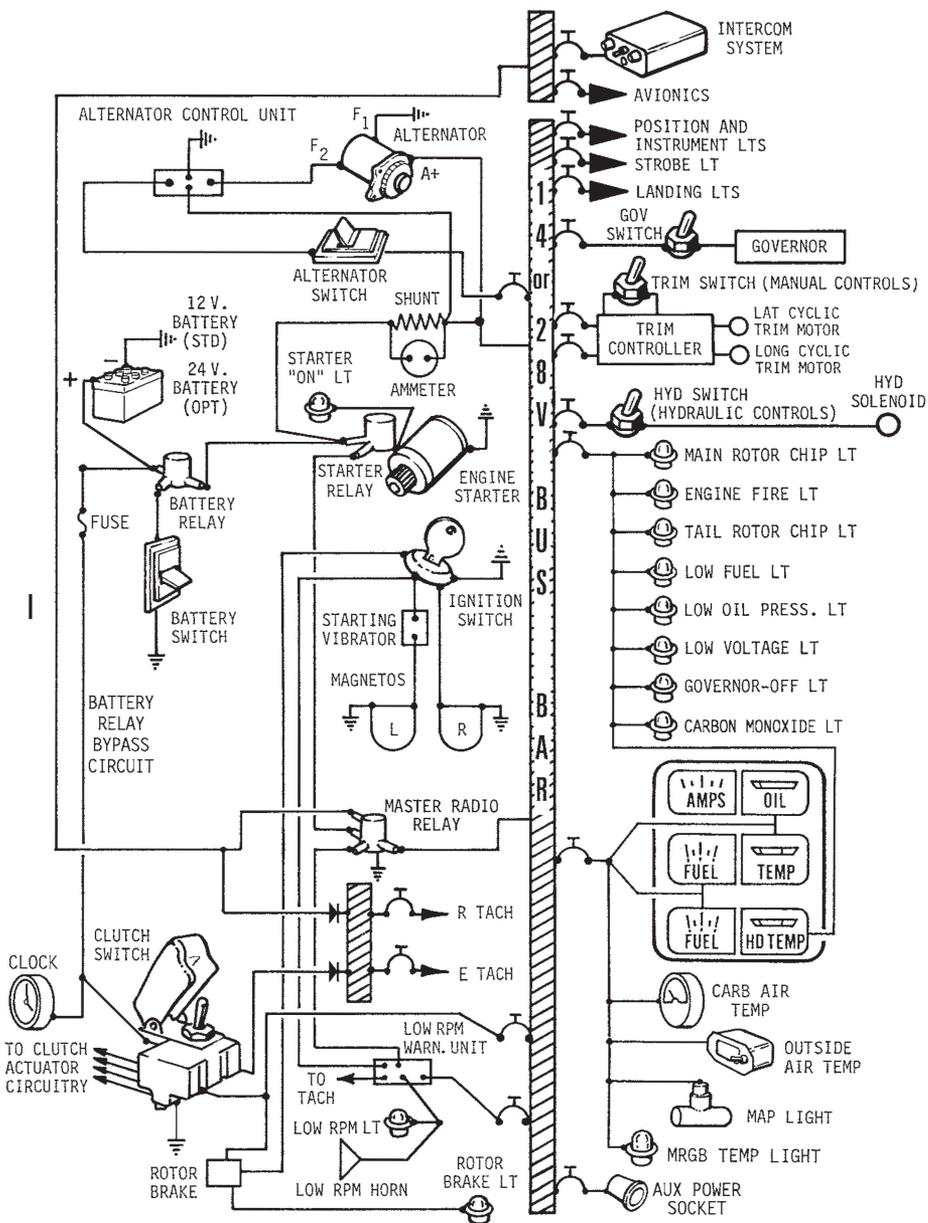 INTERCOM
SYSTEM
AVIONICS
ALTERNATOR CONTROL UNIT
F1
ALTERNATOR
F2
A+
POSITION AND
INSTRUMENT LTS
STROBE LT
LANDING LTS
GOV
SWITCH
GOVERNOR
ALTERNATOR
SWITCH
TRIM SWITCH (MANUAL CONTROLS)
TRIM
CONTROLLER
LAT CYCLIC
TRIM MOTOR
LONG CYCLIC
TRIM MOTOR
12 V.
BATTERY
(STD)
24 V.
BATTERY
(OPT)
-
+
SHUNT
AMMETER
STARTER
"ON" LT
STARTER
RELAY
ENGINE
STARTER
HYD SWITCH
(HYDRAULIC CONTROLS)
HYD
SOLENOID
14 or 28 V BUS BAR
FUSE
BATTERY
RELAY
BATTERY
SWITCH
IGNITION
SWITCH
STARTING
VIBRATOR
MAGNETOS
L
R
MAIN ROTOR CHIP LT
ENGINE FIRE LT
TAIL ROTOR CHIP LT
LOW FUEL LT
LOW OIL PRESS. LT
LOW VOLTAGE LT
GOVERNOR-OFF LT
CARBON MONOXIDE LT
BATTERY
RELAY
BYPASS
CIRCUIT
MASTER RADIO
RELAY
AMPS
OIL
FUEL
TEMP
FUEL
HD TEMP
R TACH
E TACH
CLUTCH
SWITCH
CLOCK
TO CLUTCH
ACTUATOR
CIRCUITRY
LOW RPM
WARN. UNIT
TO
TACH
LOW RPM LT
LOW RPM HORN
ROTOR
BRAKE
ROTOR
BRAKE LT
CARB AIR
TEMP
OUTSIDE
AIR TEMP
MAP LIGHT
MRGB TEMP LIGHT
AUX POWER
SOCKET